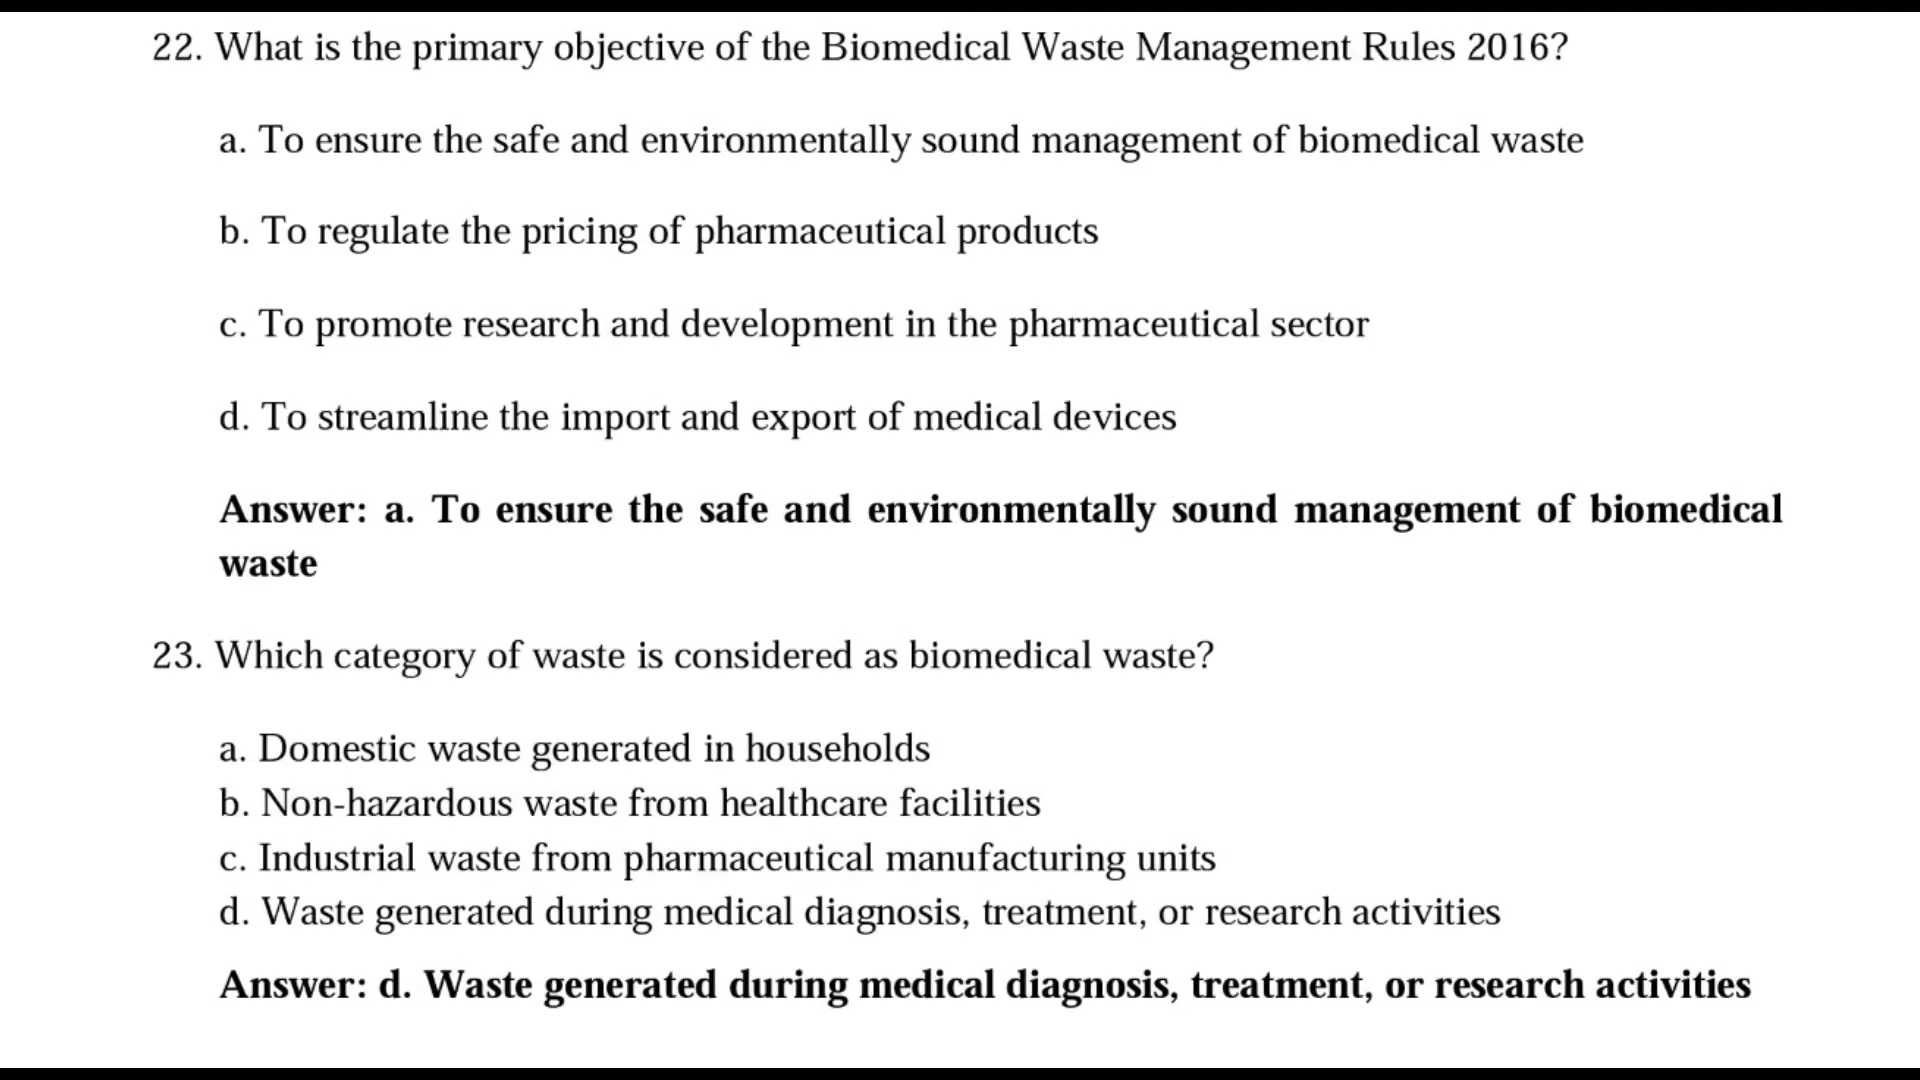 22. What is the primary objective of the Biomedical Waste Management Rules 2016?
a. To ensure the safe and environmentally sound management of biomedical waste
b. To regulate the pricing of pharmaceutical products
c. To promote research and development in the pharmaceutical sector
d. To streamline the import and export of medical devices
Answer: a. To ensure the safe and environmentally sound management of biomedical
waste
23. Which category of waste is considered as biomedical waste?
a. Domestic waste generated in households
b. Non-hazardous waste from healthcare facilities
c. Industrial waste from pharmaceutical manufacturing units
d. Waste generated during medical diagnosis, treatment, or research activities
Answer: d. Waste generated during medical diagnosis, treatment, or research activities